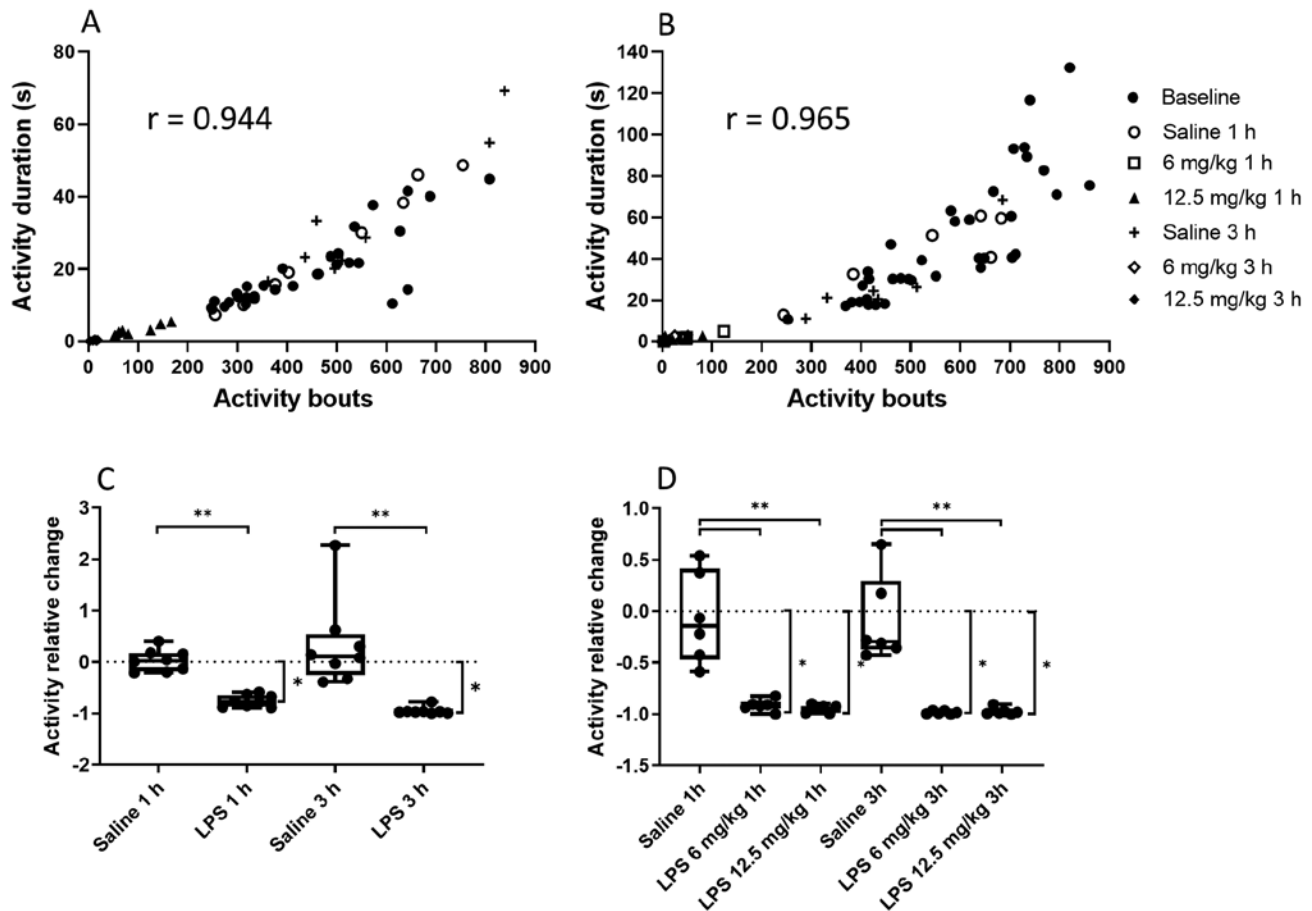 A
Activity duration (s)
80
60
40
20
0
r = 0.944
0 100 200 300 400 500 600 700 800 900
Activity bouts
B
Activity duration (s)
140
120
100
80
60
40
20
0
r = 0.965
0 100 200 300 400 500 600 700 800 900
Activity bouts
Baseline
Saline 1 h
6 mg/kg 1 h
12.5 mg/kg 1 h
Saline 3 h
6 mg/kg 3 h
12.5 mg/kg 3 h
C
Activity relative change
3
2
1
0
-1
-2
** **
* *
Saline 1 h
LPS 1 h
Saline 3 h
LPS 3 h
D
Activity relative change
1.0
0.5
0.0
-0.5
-1.0
-1.5
** **
* * * *
Saline 1h
LPS 6 mg/kg 1h
LPS 12.5 mg/kg 1h
Saline 3h
LPS 6 mg/kg 3h
LPS 12.5 mg/kg 3h